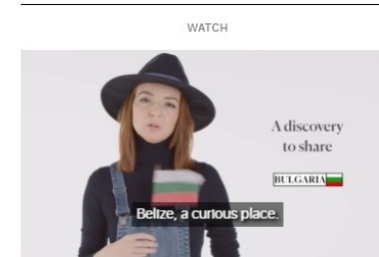 WATCH
A discovery
to share
BULGARIA
Belize, a curious place.